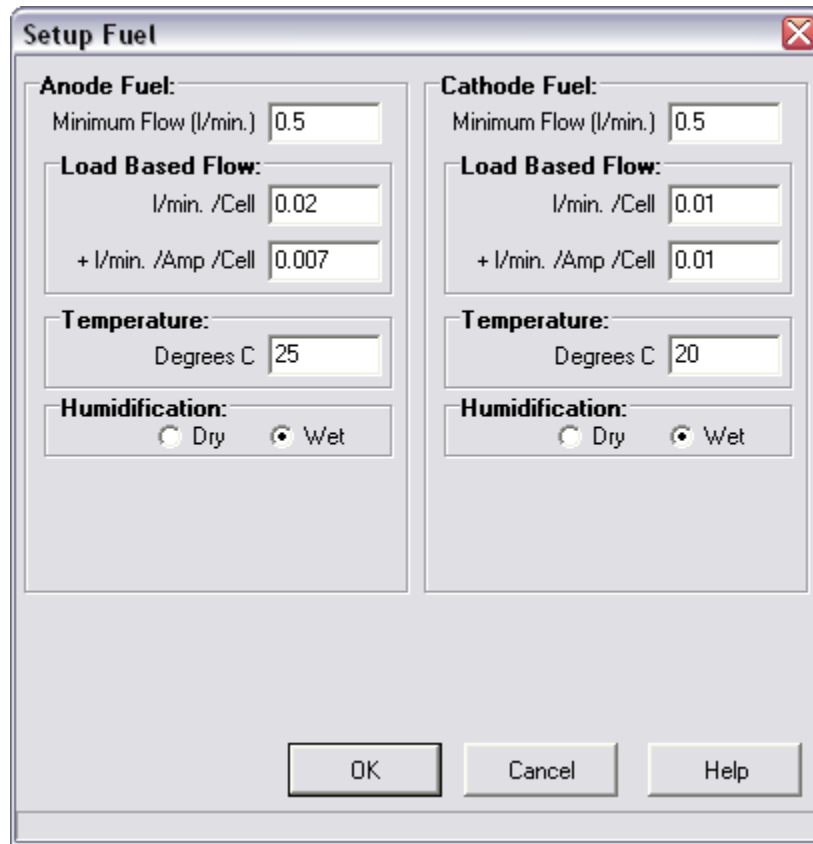 Setup Fuel
Anode Fuel:
Minimum Flow (l/min.) 0.5
Load Based Flow:
l/min. /Cell 0.02
+ l/min. /Amp /Cell 0.007
Temperature:
Degrees C 25
Humidification:
Dry Wet
Cathode Fuel:
Minimum Flow (l/min.) 0.5
Load Based Flow:
l/min. /Cell 0.01
+ l/min. /Amp /Cell 0.01
Temperature:
Degrees C 20
Humidification:
Dry Wet
OK Cancel Help